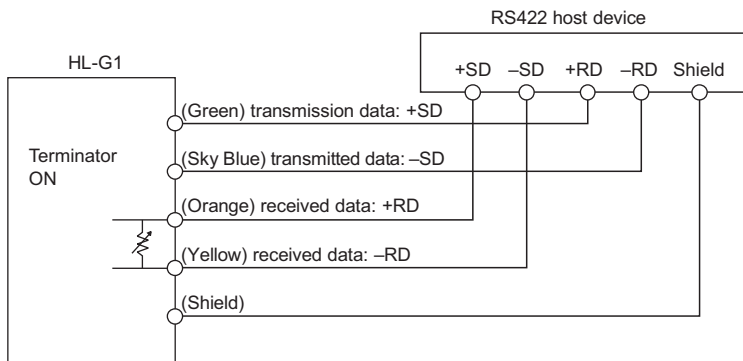 RS422 host device
HL-G1
+SD –SD +RD –RD Shield
(Green) transmission data: +SD
Terminator
ON
(Sky Blue) transmitted data: –SD
(Orange) received data: +RD
(Yellow) received data: –RD
(Shield)